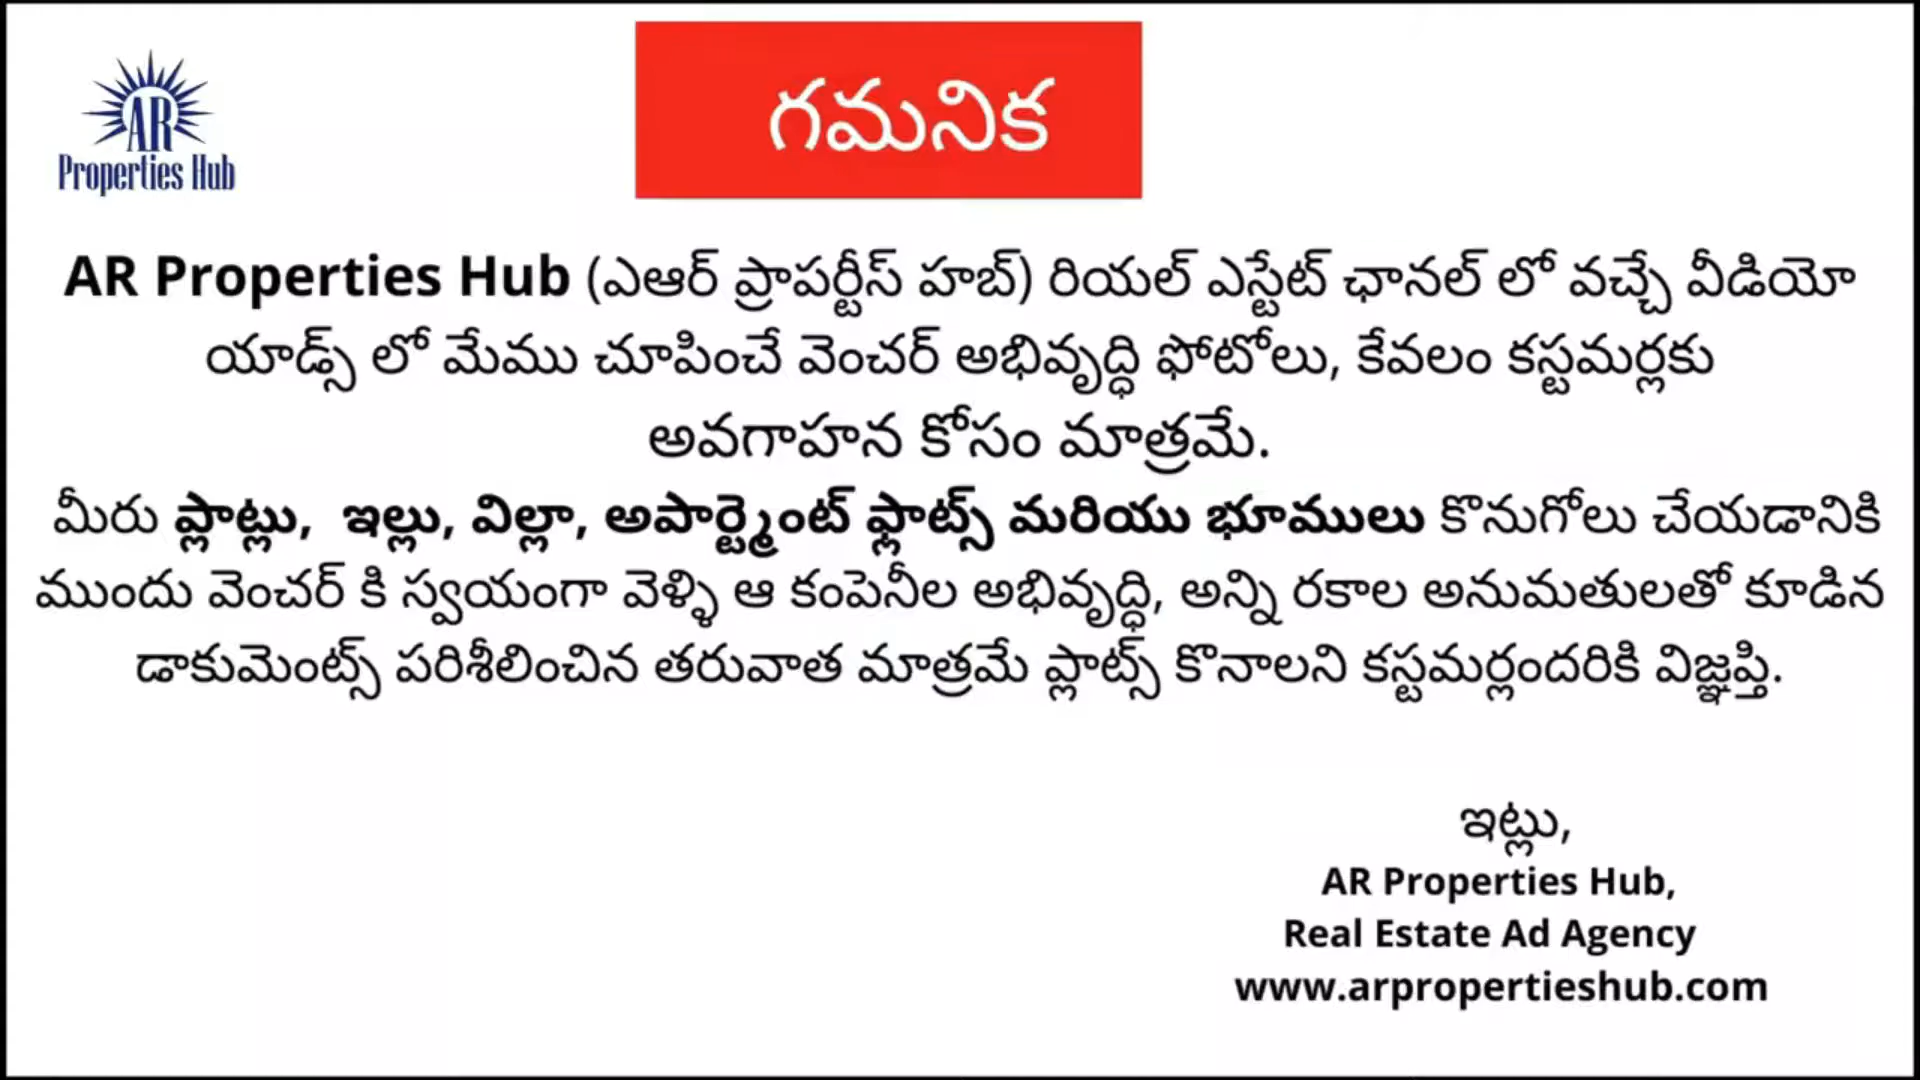 AR
Properties Hub
గమనిక
AR Properties Hub (ఎఆర్ ప్రాపర్టీస్ హబ్) రియల్ ఎస్టేట్ ఛానల్ లో వచ్చే వీడియో
యాడ్స్ లో మేము చూపించే వెంచర్ అభివృద్ధి ఫోటోలు, కేవలం కస్టమర్లకు
అవగాహన కోసం మాత్రమే.
మీరు ప్లాట్లు, ఇల్లు, విల్లా, అపార్ట్మెంట్ ఫ్లాట్స్ మరియు భూములు కొనుగోలు చేయడానికి
ముందు వెంచర్ కి స్వయంగా వెళ్ళి ఆ కంపెనీల అభివృద్ధి, అన్ని రకాల అనుమతులతో కూడిన
డాకుమెంట్స్ పరిశీలించిన తరువాత మాత్రమే ప్లాట్స్ కొనాలని కస్టమర్లందరికి విజ్ఞప్తి.
ఇట్లు,
AR Properties Hub,
Real Estate Ad Agency
www.arpropertieshub.com